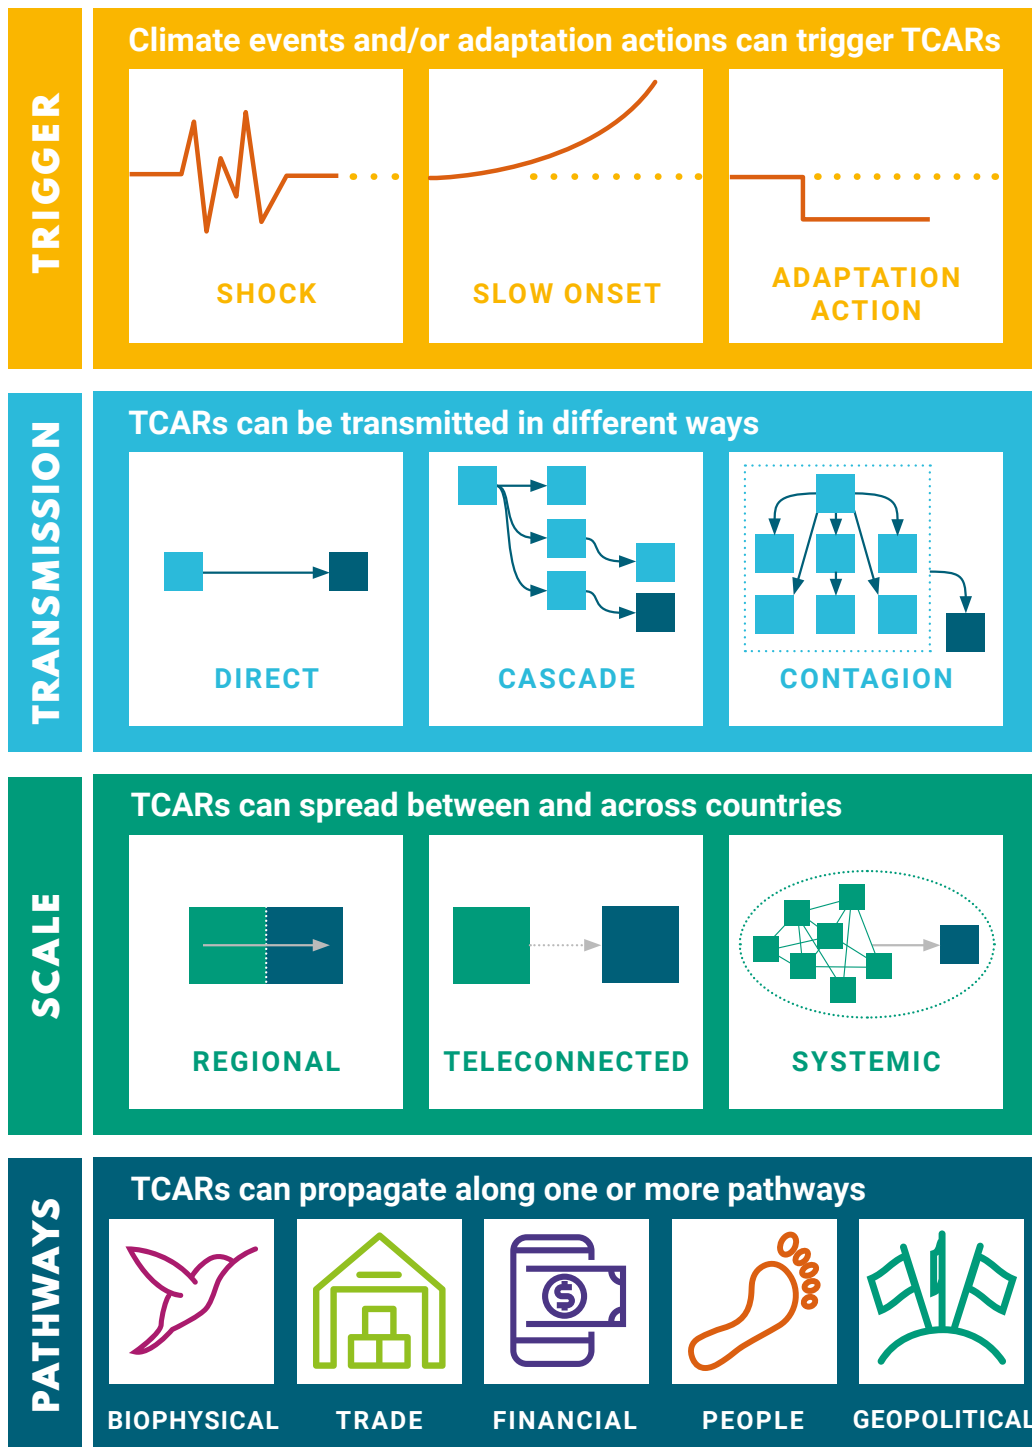 TRIGGER
Climate events and/or adaptation actions can trigger TCARs
SHOCK
SLOW ONSET
ADAPTATION
ACTION
TRANSMISSION
TCARs can be transmitted in different ways
DIRECT
CASCADE
CONTAGION
SCALE
TCARs can spread between and across countries
REGIONAL
TELECONNECTED
SYSTEMIC
PATHWAYS
TCARs can propagate along one or more pathways
$
BIOPHYSICAL
TRADE
FINANCIAL
PEOPLE
GEOPOLITICAL